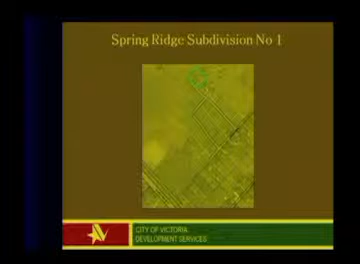 Spring Ridge Subdivision No 1
CITY OF VICTORIA
DEVELOPMENT SERVICES